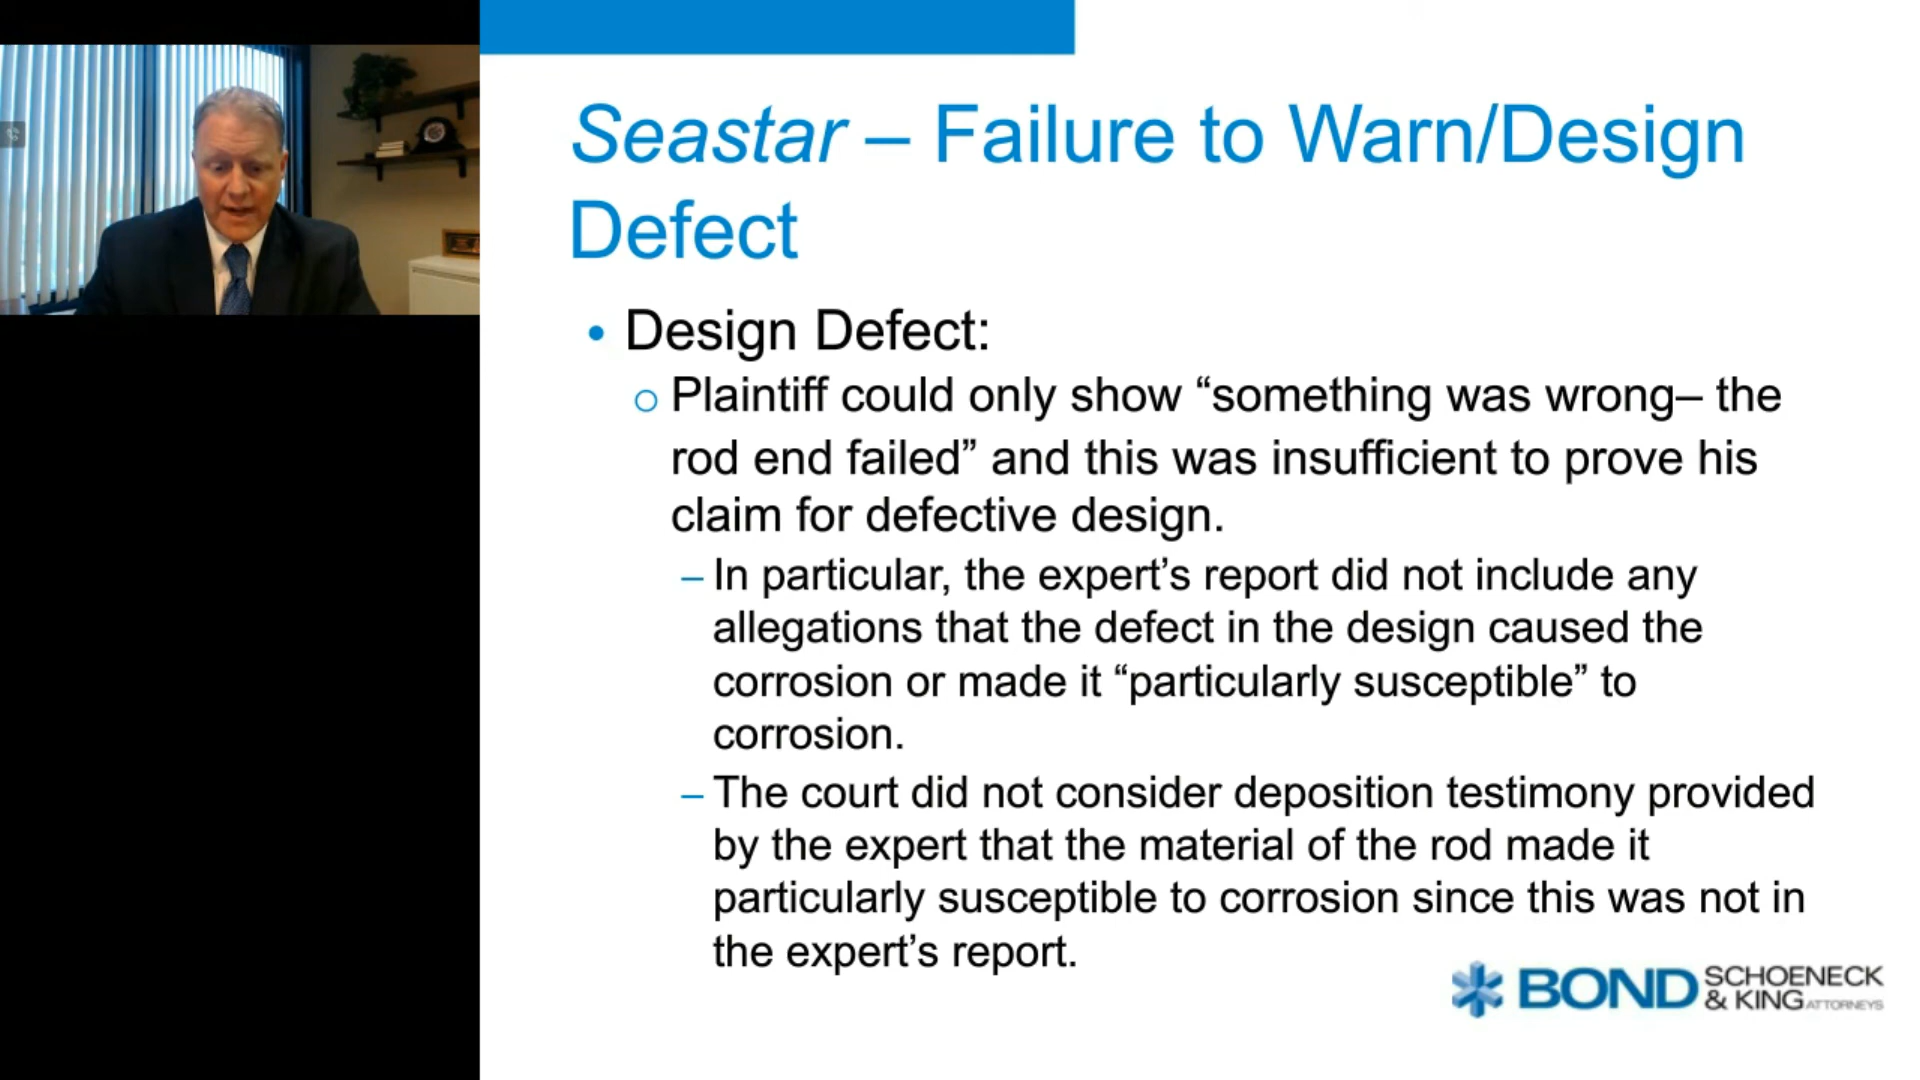 Seastar – Failure to Warn/Design
Defect
• Design Defect:
o Plaintiff could only show “something was wrong– the
rod end failed” and this was insufficient to prove his
claim for defective design.
– In particular, the expert’s report did not include any
allegations that the defect in the design caused the
corrosion or made it “particularly susceptible” to
corrosion.
– The court did not consider deposition testimony provided
by the expert that the material of the rod made it
particularly susceptible to corrosion since this was not in
the expert’s report.
BOND SCHOENECK
& KING ATTORNEYS